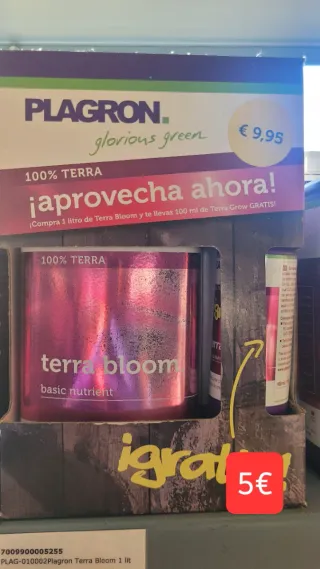 PLAGRON.
glorious green
€ 9,95
100% TERRA
¡aprovecha ahora!
¡Compra 1 litro de Terra Bloom y te llevas 100 ml de Terra Grow GRATIS!
100% TERRA
terra bloom
basic nutrient
5€
7009900005255
PLAG-010002Plagron Terra Bloom 1 lit